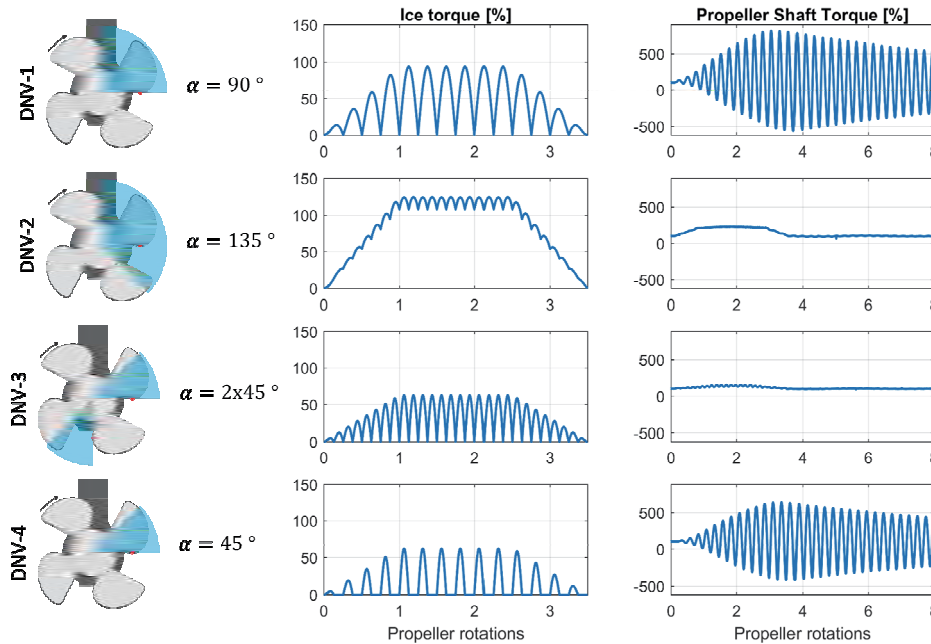 Ice torque [%]
Propeller Shaft Torque [%]
DNV-1
α = 90 °
150
100
50
0
0 1 2 3
500
0
-500
0 2 4 6 8
DNV-2
α = 135 °
150
100
50
0
0 1 2 3
500
0
-500
0 2 4 6 8
DNV-3
α = 2x45 °
150
100
50
0
0 1 2 3
500
0
-500
0 2 4 6 8
DNV-4
α = 45 °
150
100
50
0
0 1 2 3
Propeller rotations
500
0
-500
0 2 4 6 8
Propeller rotations